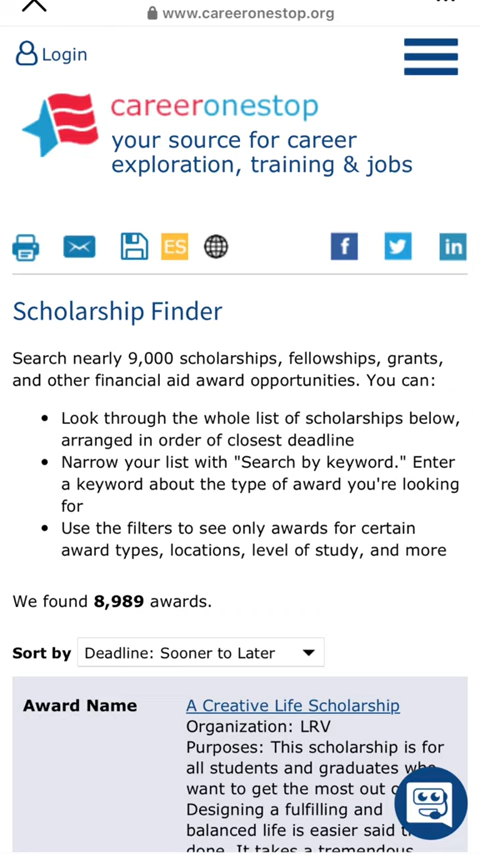 www.careeronestop.org
Login
careeronestop
your source for career
exploration, training & jobs
ES
f
in
Scholarship Finder
Search nearly 9,000 scholarships, fellowships, grants,
and other financial aid award opportunities. You can:
• Look through the whole list of scholarships below,
arranged in order of closest deadline
• Narrow your list with "Search by keyword." Enter
a keyword about the type of award you're looking
for
• Use the filters to see only awards for certain
award types, locations, level of study, and more
We found 8,989 awards.
Sort by Deadline: Sooner to Later
Award Name A Creative Life Scholarship
Organization: LRV
Purposes: This scholarship is for
all students and graduates who
want to get the most out
Designing a fulfilling and
balanced life is easier said
done. It takes a tremendous